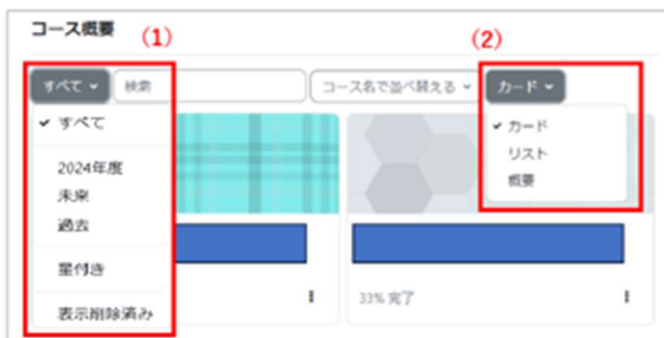 コース概要
(1)
(2)
すべて
検索
コース名で並べ替える
カード
✔ すべて
2024年度
未来
過去
星付き
表示削除済み
✔ カード
リスト
概要
33% 完了